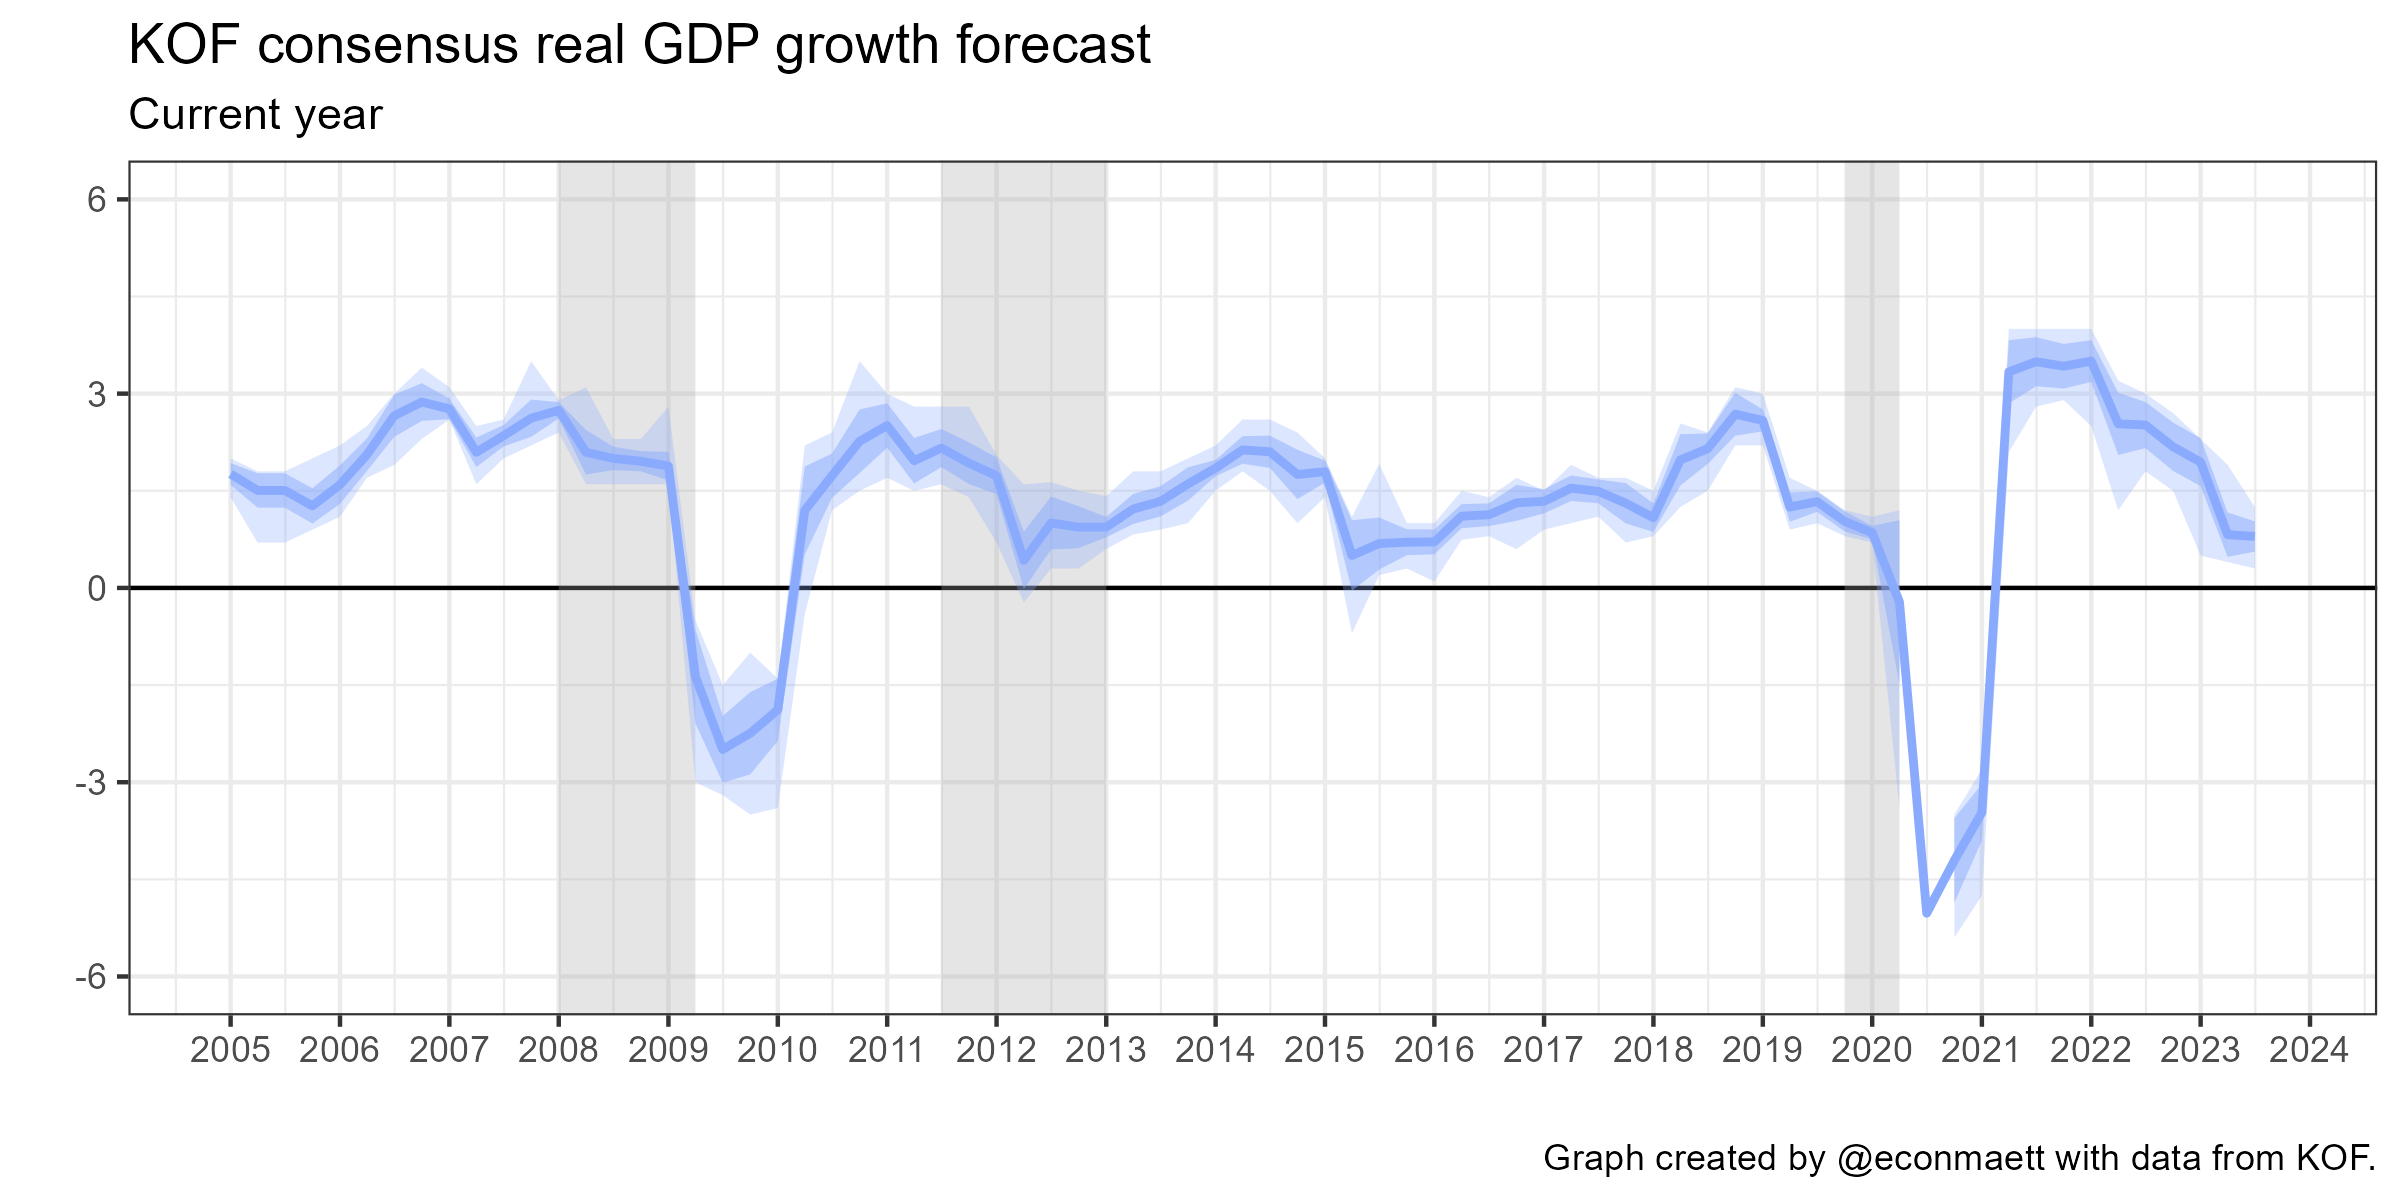 KOF consensus real GDP growth forecast
Current year
6
3
0
-3
-6
2005 2006 2007 2008 2009 2010 2011 2012 2013 2014 2015 2016 2017 2018 2019 2020 2021 2022 2023 2024
Graph created by @econmaett with data from KOF.